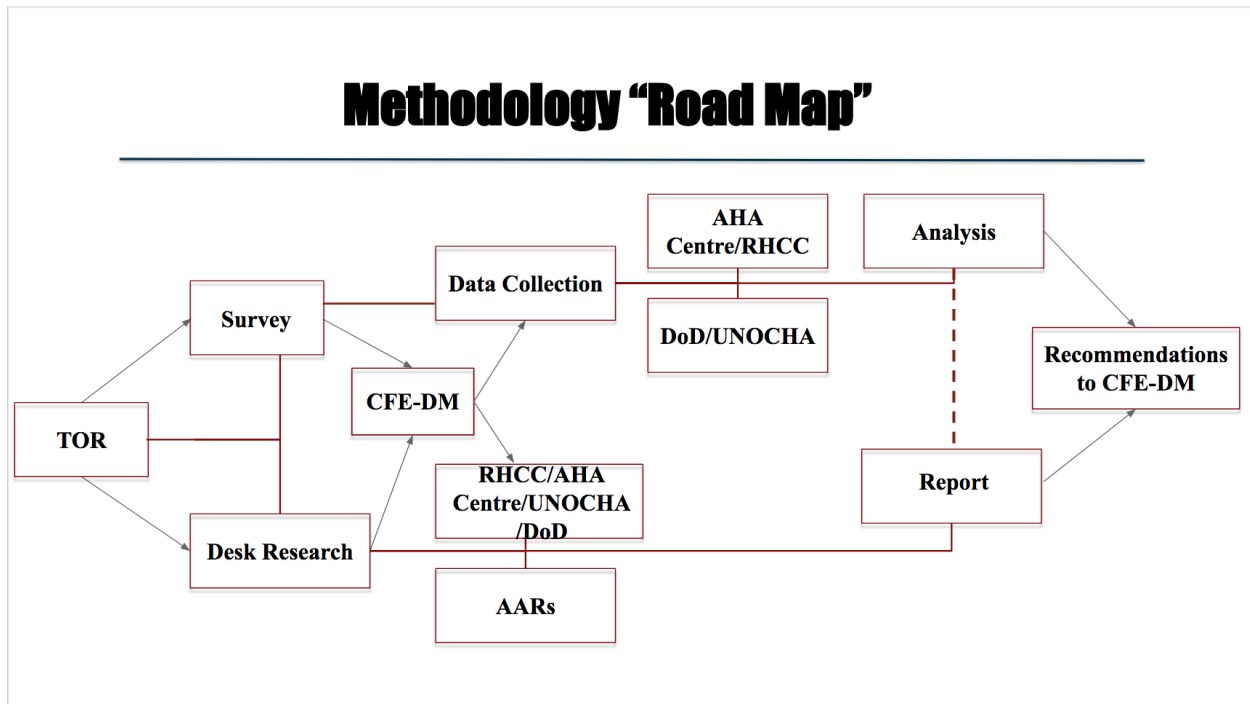 Methodology “Road Map”
AHA
Centre/RHCC
Analysis
Data Collection
Survey
DoD/UNOCHA
Recommendations
to CFE-DM
CFE-DM
TOR
RHCC/AHA
Centre/UNOCHA
/DoD
Report
Desk Research
AARs